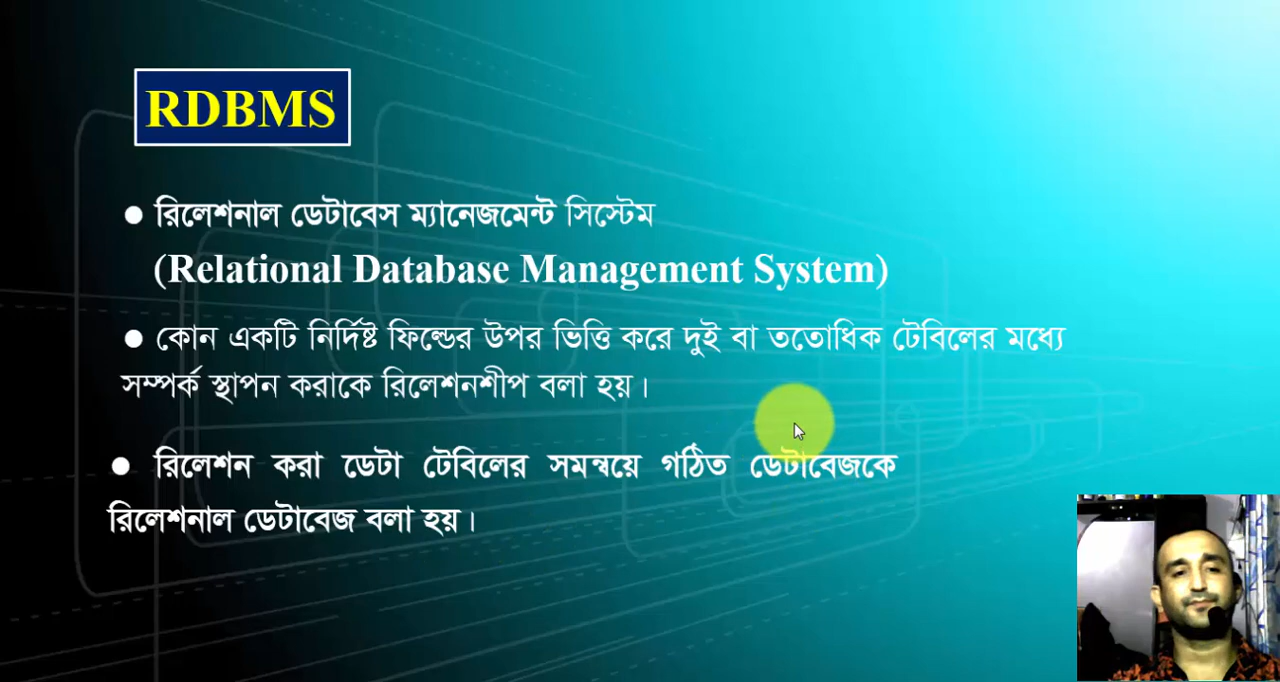 RDBMS
● রিলেশনাল ডেটাবেস ম্যানেজমেন্ট সিস্টেম
(Relational Database Management System)
● কোন একটি নির্দিষ্ট ফিল্ডের উপর ভিত্তি করে দুই বা ততোধিক টেবিলের মধ্যে
সম্পর্ক স্থাপন করাকে রিলেশনশীপ বলা হয়।
● রিলেশন করা ডেটা টেবিলের সমন্বয়ে গঠিত ডেটাবেজকে
রিলেশনাল ডেটাবেজ বলা হয়।